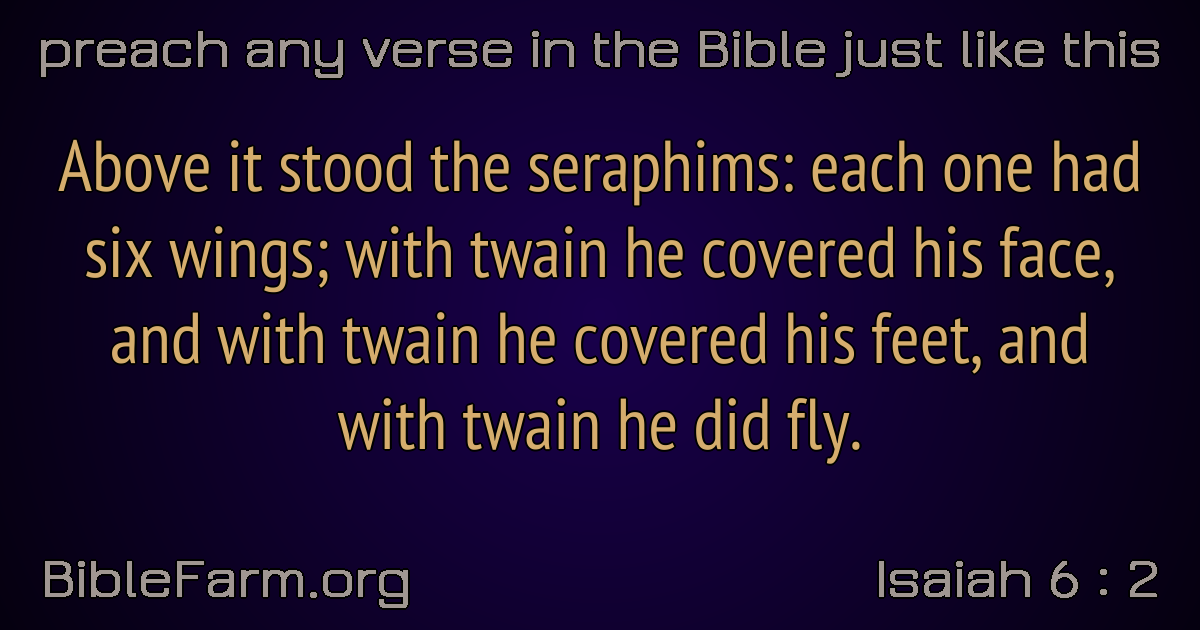 preach any verse in the Bible just like this
Above it stood the seraphims: each one had
six wings; with twain he covered his face,
and with twain he covered his feet, and
with twain he did fly.
BibleFarm.org
Isaiah 6 : 2